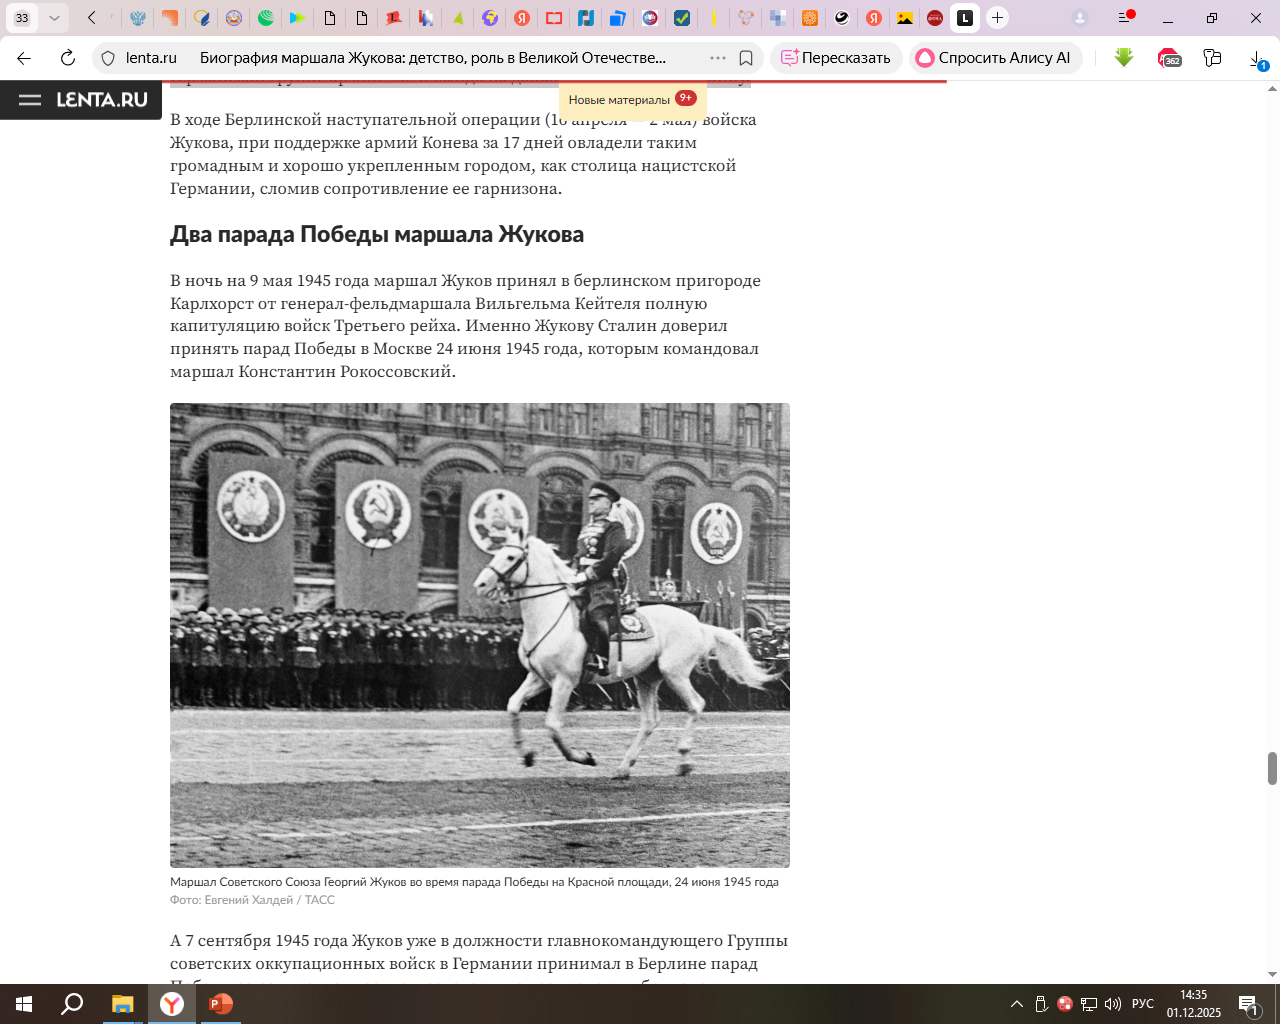 33
lenta.ru Биография маршала Жукова: детство, роль в Великой Отечестве...
Пересказать
Спросить Алису AI
362
1
LENTA.RU
Новые материалы 9+
В ходе Берлинской наступательной операции (16 апреля — 2 мая) войска
Жукова, при поддержке армий Конева за 17 дней овладели таким
громадным и хорошо укрепленным городом, как столица нацистской
Германии, сломив сопротивление ее гарнизона.
Два парада Победы маршала Жукова
В ночь на 9 мая 1945 года маршал Жуков принял в берлинском пригороде
Карлхорст от генерал-фельдмаршала Вильгельма Кейтеля полную
капитуляцию войск Третьего рейха. Именно Жукову Сталин доверил
принять парад Победы в Москве 24 июня 1945 года, которым командовал
маршал Константин Рокоссовский.
Маршал Советского Союза Георгий Жуков во время парада Победы на Красной площади, 24 июня 1945 года
Фото: Евгений Халдей / ТАСС
А 7 сентября 1945 года Жуков уже в должности главнокомандующего Группы
советских оккупационных войск в Германии принимал в Берлине парад
РУС
14:35
01.12.2025
1